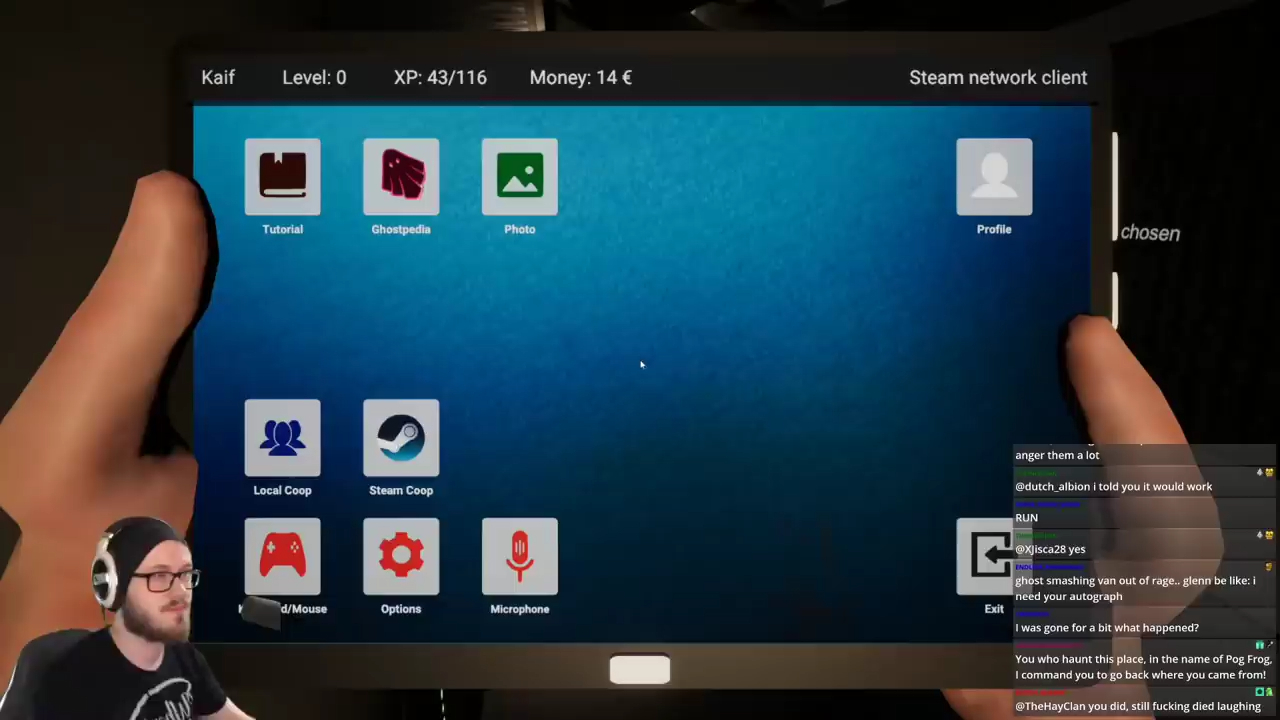 Kaif Level: 0 XP: 43/116 Money: 14 € Steam network client
Tutorial Ghostpedia Photo Profile
chosen
Local Coop Steam Coop
d/Mouse Options Microphone Exit
anger them a lot
@dutch_albion i told you it would work
RUN
@XJisca28 yes
ghost smashing van out of rage.. glenn be like: i
need your autograph
I was gone for a bit what happened?
You who haunt this place, in the name of Pog Frog,
I command you to go back where you came from!
@TheHayClan you did, still fucking died laughing